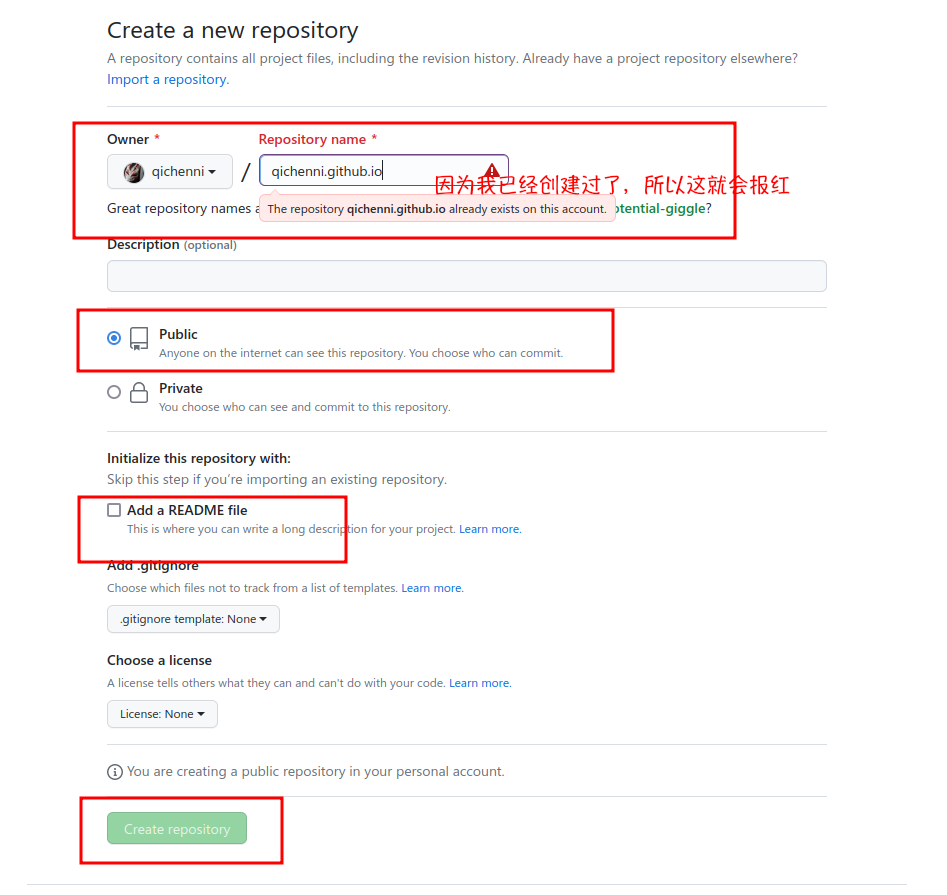 Create a new repository
A repository contains all project files, including the revision history. Already have a project repository elsewhere?
Import a repository.
Owner *
Repository name *
qichenni
/
qichenni.github.io
因为我已经创建过了，所以这就会报红
Great repository names a
The repository qichenni.github.io already exists on this account.
otential-giggle?
Description (optional)
Public
Anyone on the internet can see this repository. You choose who can commit.
Private
You choose who can see and commit to this repository.
Initialize this repository with:
Skip this step if you're importing an existing repository.
Add a README file
This is where you can write a long description for your project. Learn more.
Add .gitignore
Choose which files not to track from a list of templates. Learn more.
.gitignore template: None
Choose a license
A license tells others what they can and can't do with your code. Learn more.
License: None
You are creating a public repository in your personal account.
Create repository